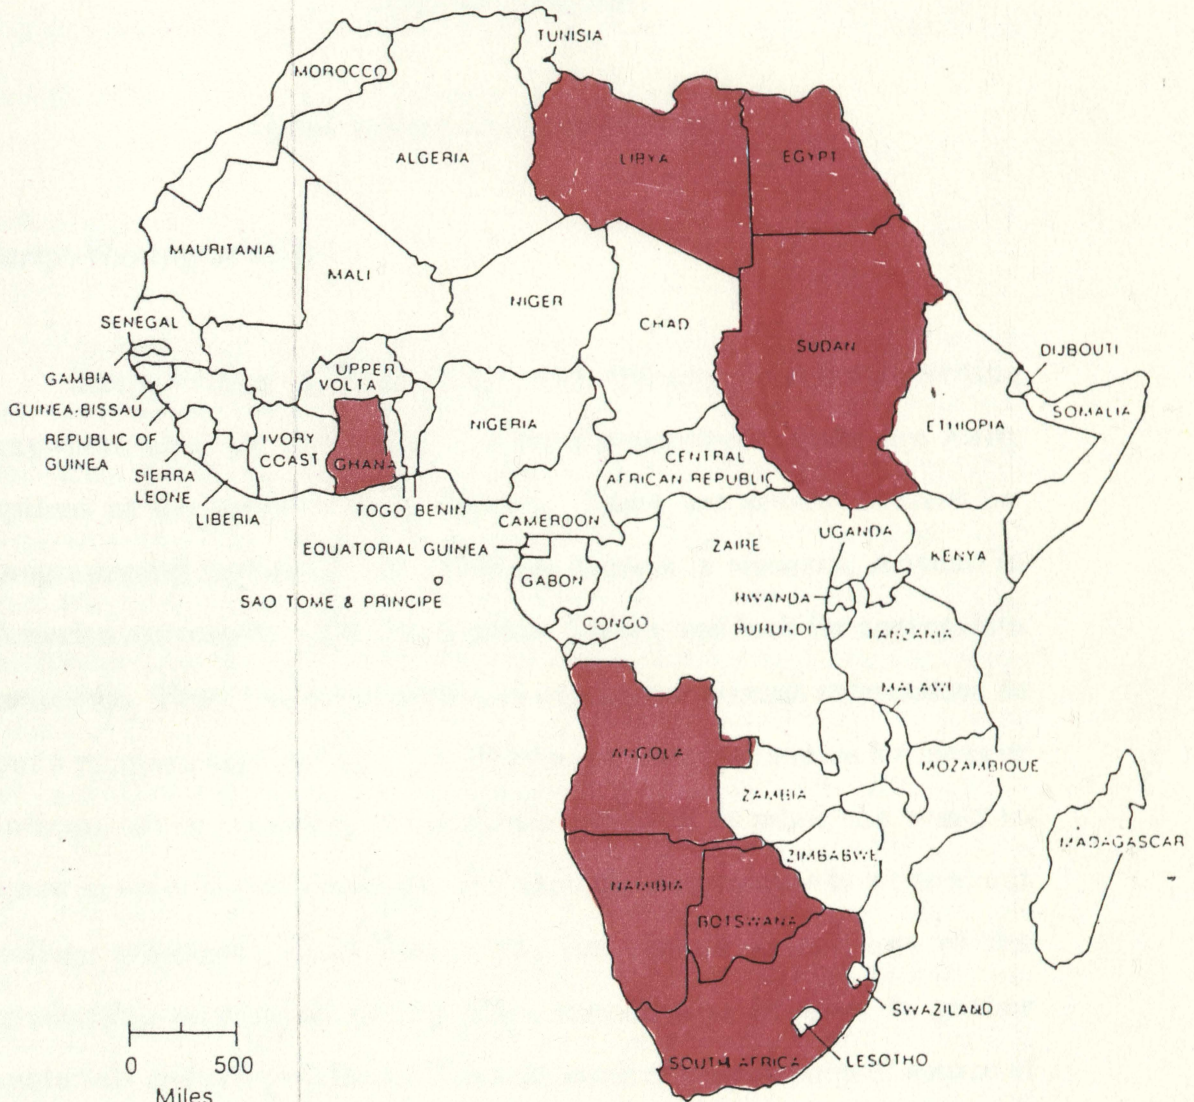 TUNISIA
MOROCCO
ALGERIA
LIBYA
EGYPT
MAURITANIA
MALI
NIGER
CHAD
SUDAN
SENEGAL
DIJBOUTI
UPPER
VOLTA
GAMBIA
GUINEA-BISSAU
SOMALIA
REPUBLIC OF
GUINEA
IVORY
COAST
NIGERIA
ETHIOPIA
GHANA
CENTRAL
AFRICAN REPUBLIC
SIERRA
LEONE
LIBERIA
TOGO BENIN
CAMEROON
UGANDA
EQUATORIAL GUINEA
ZAIRE
KENYA
GABON
SAO TOME & PRINCIPE
RWANDA
CONGO
BURUNDI
TANZANIA
MALAWI
ANGOLA
MOZAMBIQUE
ZAMBIA
MADAGASCAR
ZIMBABWE
NAMIBIA
BOTSWANA
SWAZILAND
SOUTH AFRICA
LESOTHO
0 500
Miles